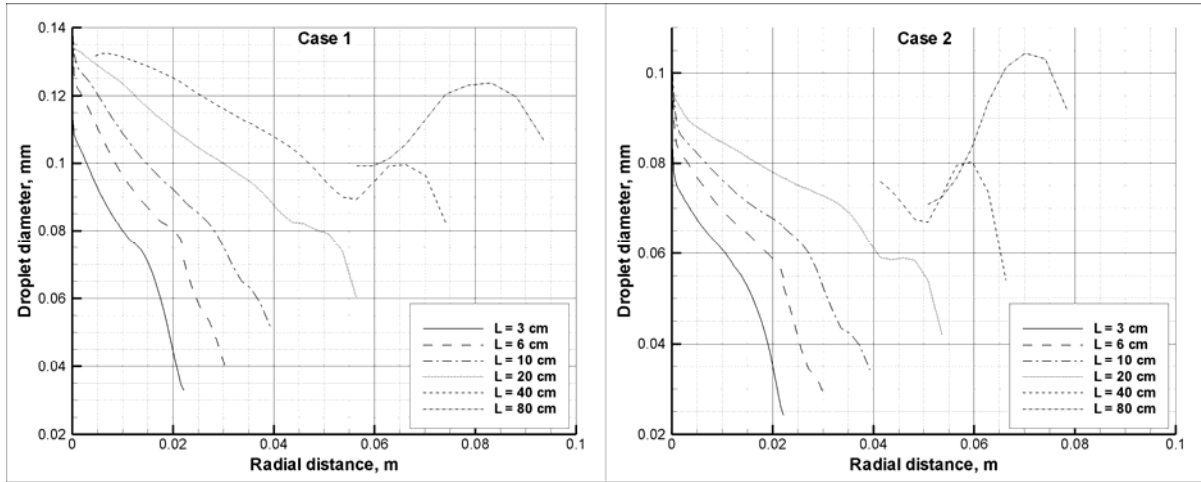 Case 1
Droplet diameter, mm
0.14
0.12
0.1
0.08
0.06
0.04
0.02
0
0.02
0.04
0.06
0.08
0.1
Radial distance, m
L = 3 cm
L = 6 cm
L = 10 cm
L = 20 cm
L = 40 cm
L = 80 cm
Case 2
Droplet diameter, mm
0.1
0.08
0.06
0.04
0.02
0
0.02
0.04
0.06
0.08
0.1
Radial distance, m
L = 3 cm
L = 6 cm
L = 10 cm
L = 20 cm
L = 40 cm
L = 80 cm